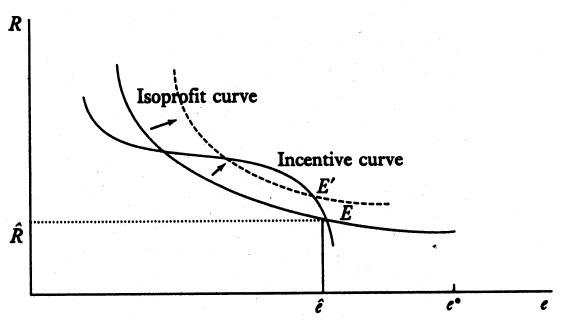 R
Isoprofit curve
Incentive curve
E′
E
R̂
ê
e*
e